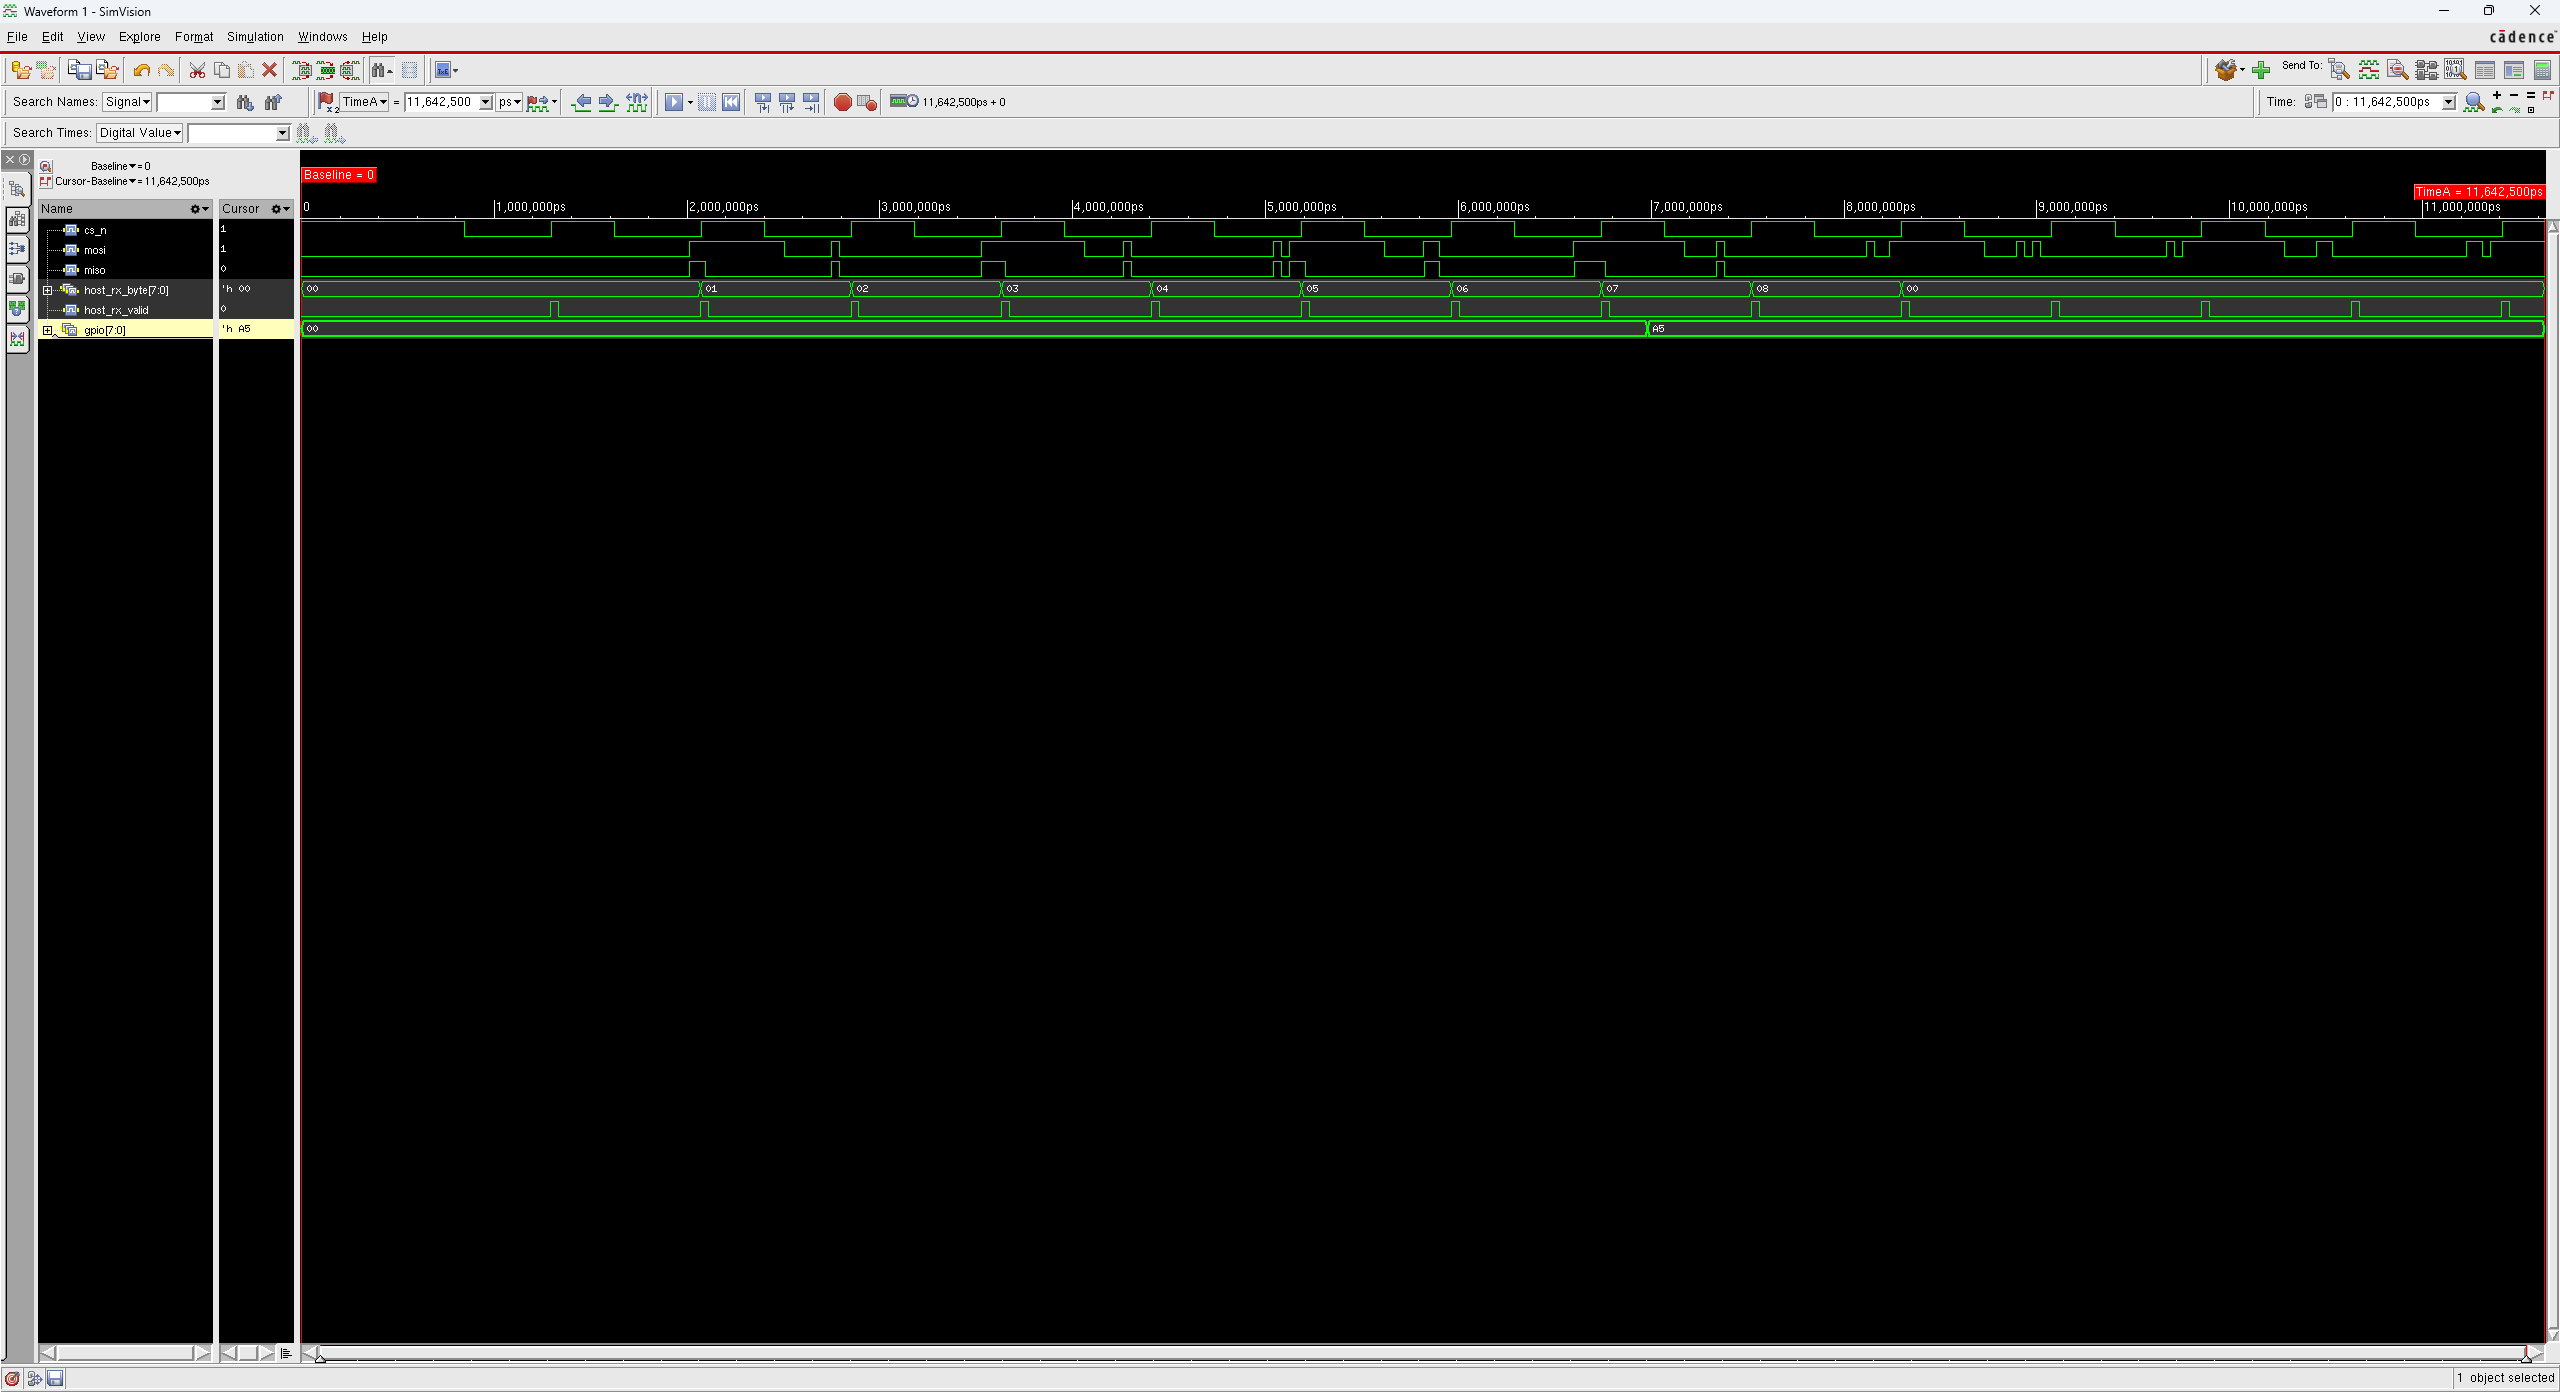 Waveform 1 - SimVision
File Edit View Explore Format Simulation Windows Help
cādence
Search Names: Signal
TimeA = 11,642,500 ps
11,642,500ps + 0
Send To:
Time: 0 : 11,642,500ps
Search Times: Digital Value
Baseline = 0
Cursor-Baseline = 11,642,500ps
Baseline = 0
TimeA = 11,642,500ps
Name Cursor
0 1,000,000ps 2,000,000ps 3,000,000ps 4,000,000ps 5,000,000ps 6,000,000ps 7,000,000ps 8,000,000ps 9,000,000ps 10,000,000ps 11,000,000ps
cs_n 1
mosi 1
miso 0
host_rx_byte[7:0] 'h 00 00 01 02 03 04 05 06 07 08 00
host_rx_valid 0
gpio[7:0] 'h A5 00 A5
1 object selected